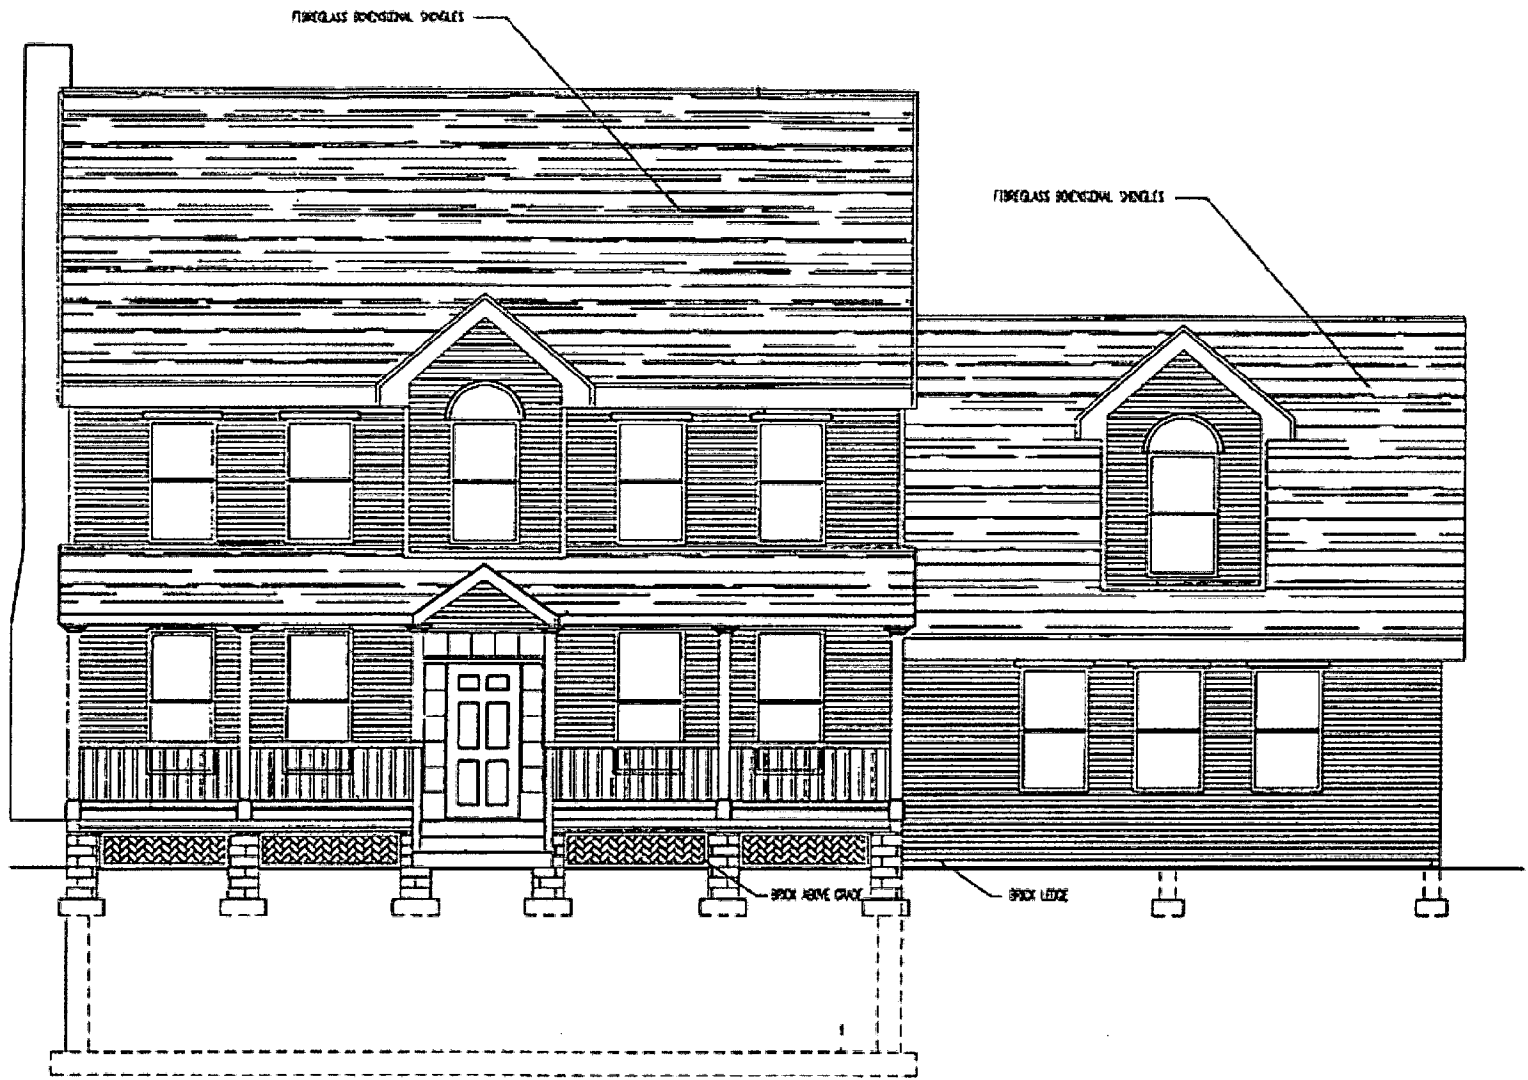 FIBREGLASS DIMENSIONAL SHINGLES
FIBREGLASS DIMENSIONAL SHINGLES
BRICK ABOVE GRADE
BRICK LEDGE